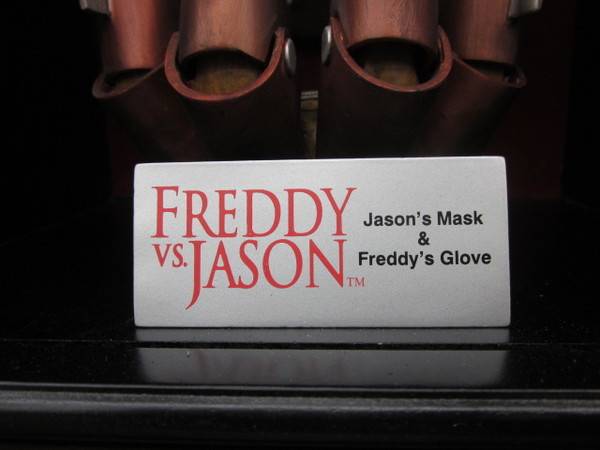 FREDDY
VS. JASON™
Jason's Mask
&
Freddy's Glove